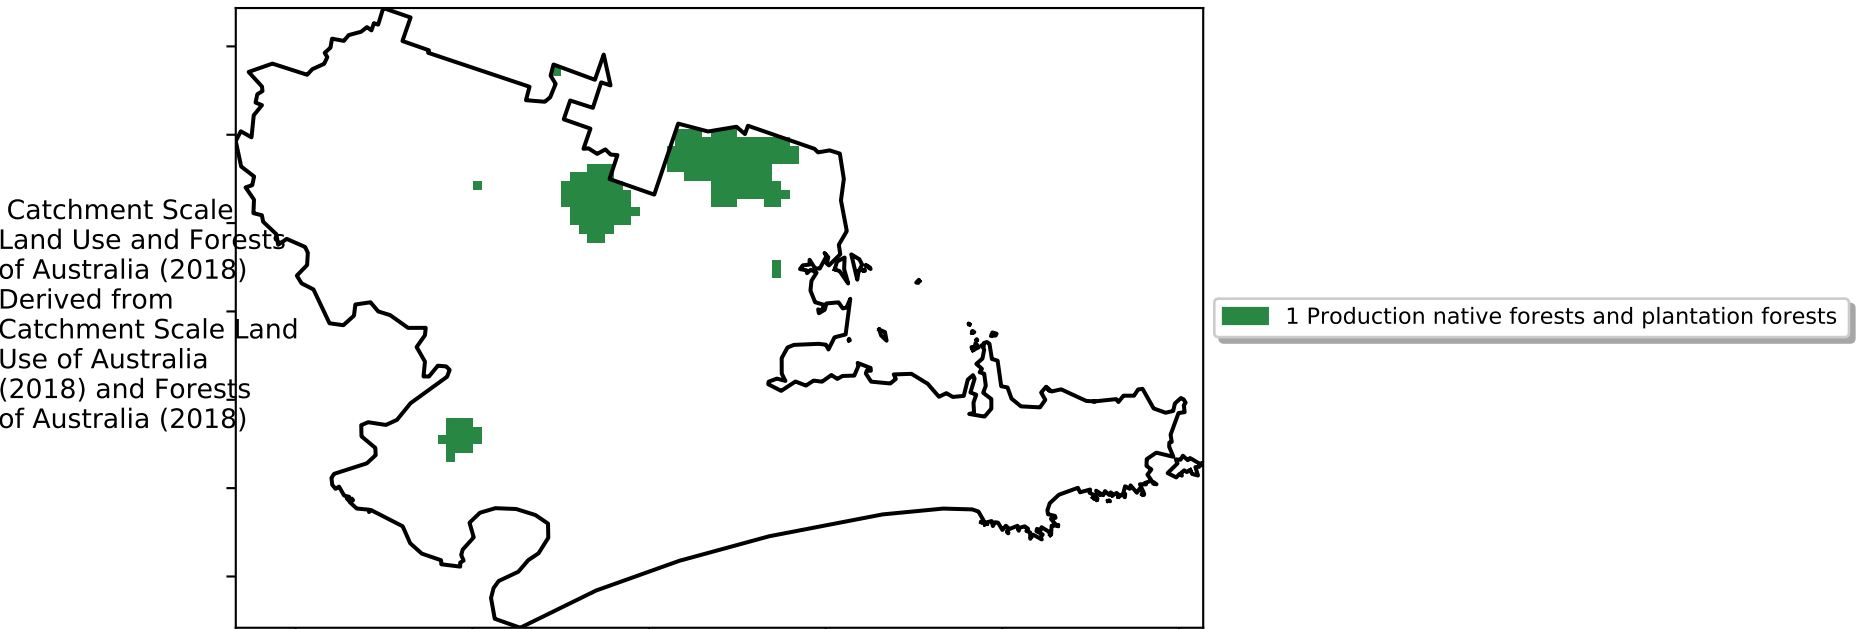 Catchment Scale
Land Use and Forests
of Australia (2018)
Derived from
Catchment Scale Land
Use of Australia
(2018) and Forests
of Australia (2018)
1 Production native forests and plantation forests